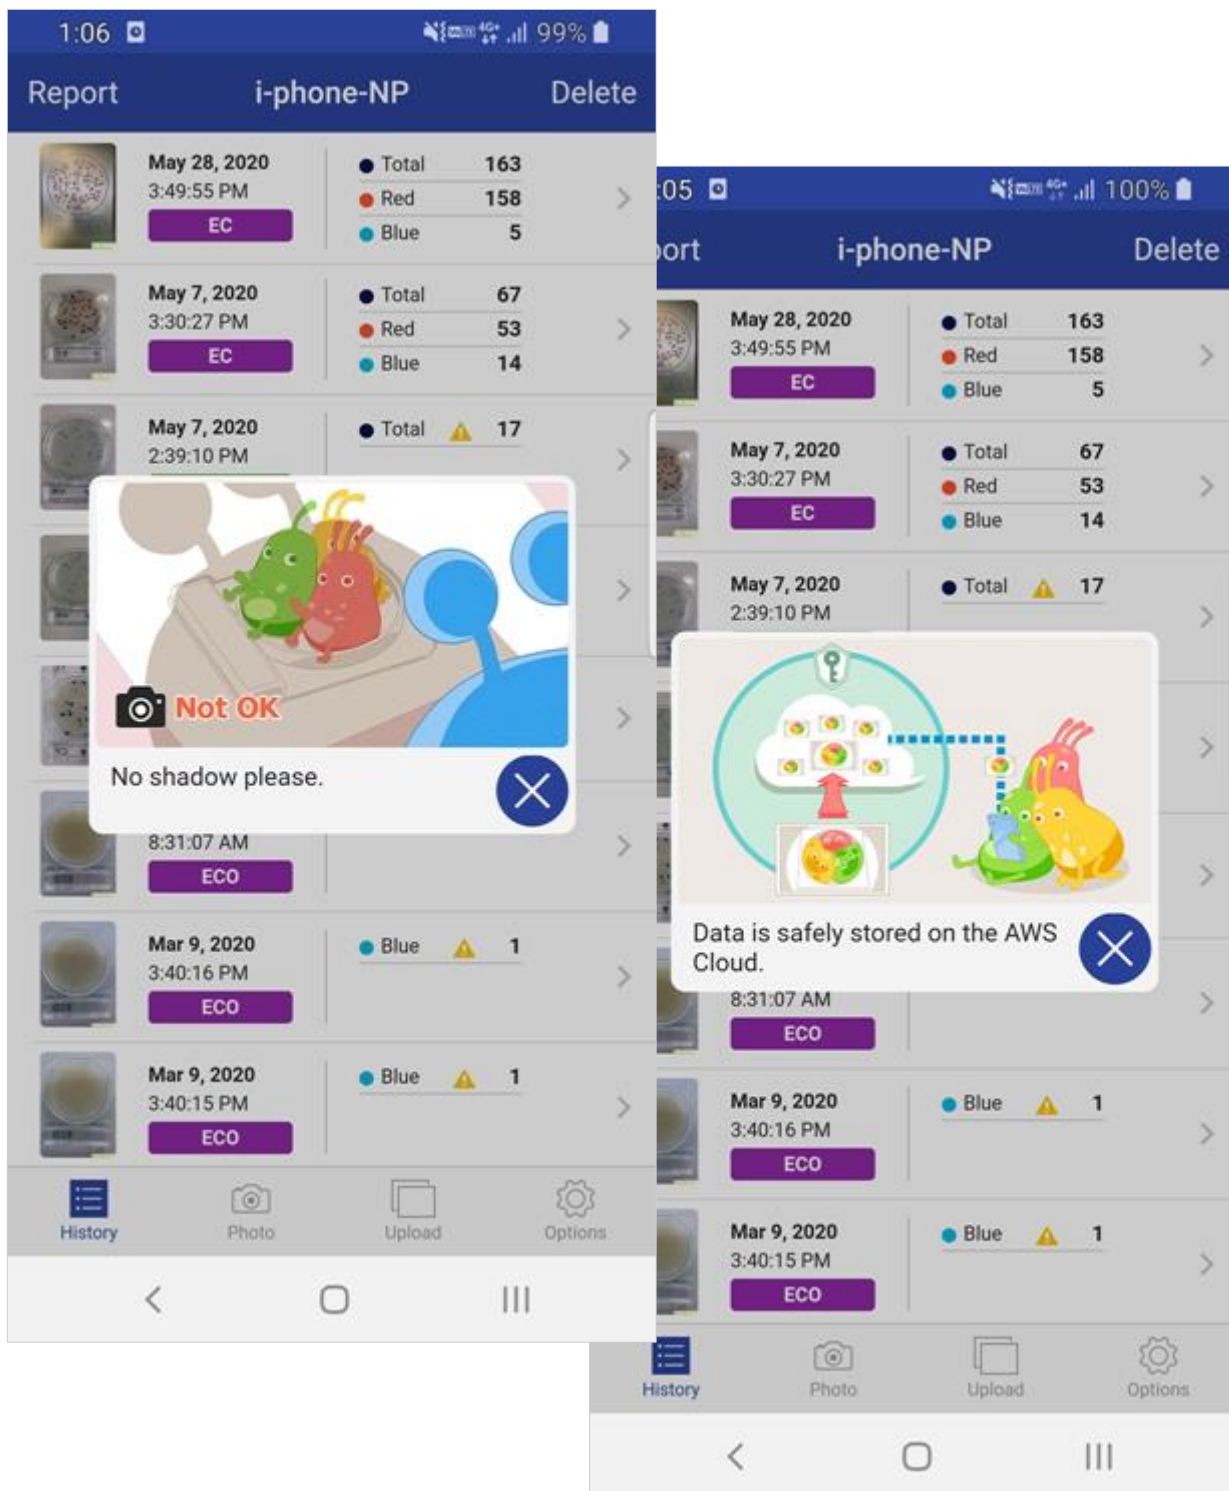 1:06 99%
Report i-phone-NP Delete
May 28, 2020 Total 163
3:49:55 PM Red 158
EC Blue 5
May 7, 2020 Total 67
3:30:27 PM Red 53
EC Blue 14
May 7, 2020 Total 17
2:39:10 PM
Not OK
No shadow please.
8:31:07 AM
ECO
Mar 9, 2020 Blue 1
3:40:16 PM
ECO
Mar 9, 2020 Blue 1
3:40:15 PM
ECO
History Photo Upload Options
:05 100%
ort i-phone-NP Delete
May 28, 2020 Total 163
3:49:55 PM Red 158
EC Blue 5
May 7, 2020 Total 67
3:30:27 PM Red 53
EC Blue 14
May 7, 2020 Total 17
2:39:10 PM
Data is safely stored on the AWS
Cloud.
8:31:07 AM
ECO
Mar 9, 2020 Blue 1
3:40:16 PM
ECO
Mar 9, 2020 Blue 1
3:40:15 PM
ECO
History Photo Upload Options